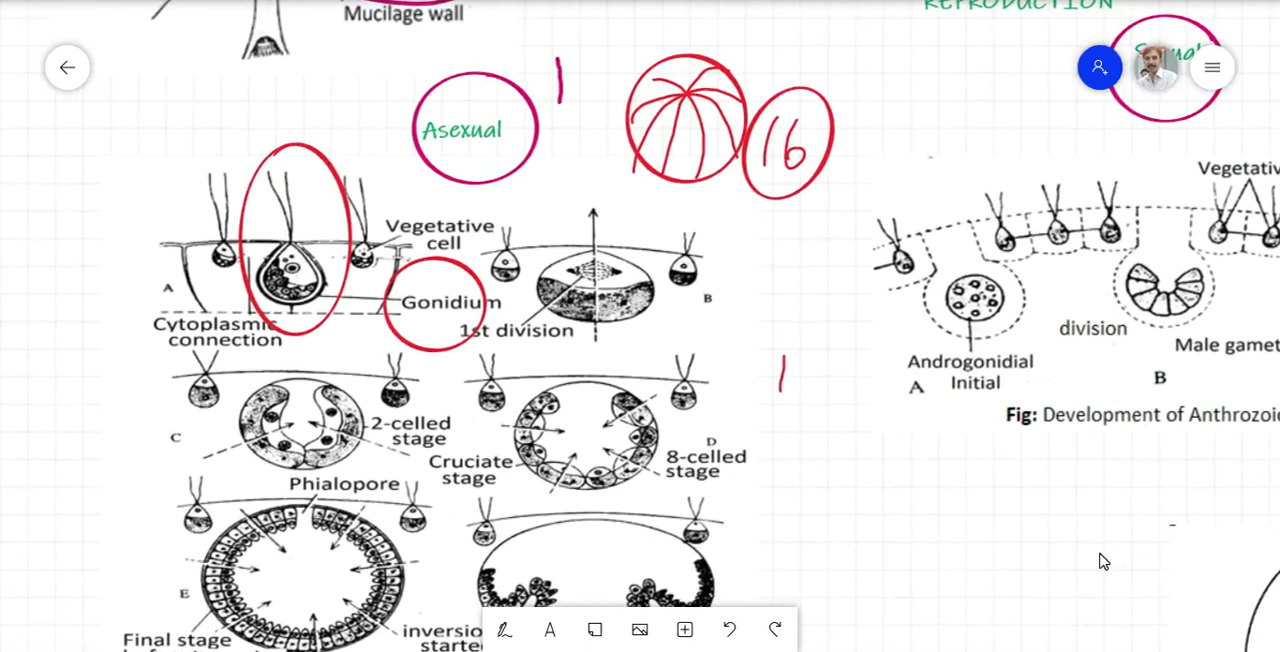 REPRODUCTION
Mucilage wall
Sexual
Asexual
16
Vegetative
cell
A
Gonidium
B
1st division
Cytoplasmic
connection
2-celled
stage
C
D
Cruciate
stage
8-celled
stage
Phialopore
E
Final stage
inversio
starte
Vegetativ
division
Androgonidial
Initial
A
Male gamet
B
Fig: Development of Anthrozoi